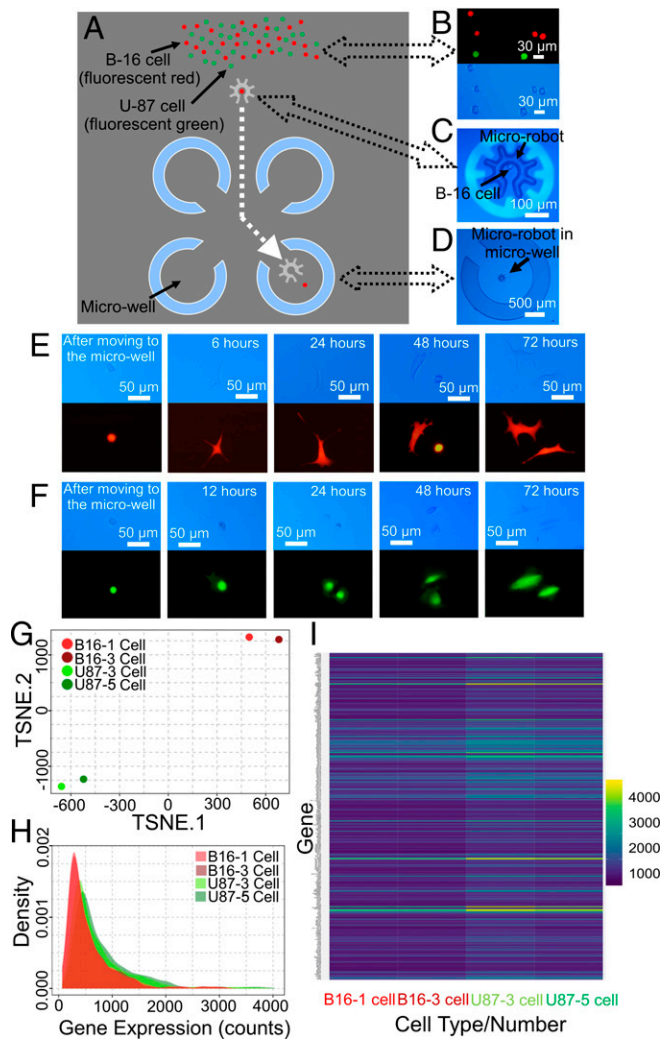 A
B-16 cell
(fluorescent red)
U-87 cell
(fluorescent green)
Micro-well
B
30 µm
30 µm
C
Micro-robot
B-16 cell
100 µm
D
Micro-robot in
micro-well
500 µm
E
After moving to
the micro-well
50 µm
6 hours
50 µm
24 hours
50 µm
48 hours
50 µm
72 hours
50 µm
F
After moving to
the micro-well
50 µm
12 hours
50 µm
24 hours
50 µm
48 hours
50 µm
72 hours
50 µm
G
B16-1 Cell
B16-3 Cell
U87-3 Cell
U87-5 Cell
TSNE.2
1000
0
-1000
-600
-300
0
300
600
TSNE.1
H
B16-1 Cell
B16-3 Cell
U87-3 Cell
U87-5 Cell
Density
0.002
0.001
0.000
0
1000
2000
3000
4000
Gene Expression (counts)
I
Gene
4000
3000
2000
1000
B16-1 cell B16-3 cell U87-3 cell U87-5 cell
Cell Type/Number